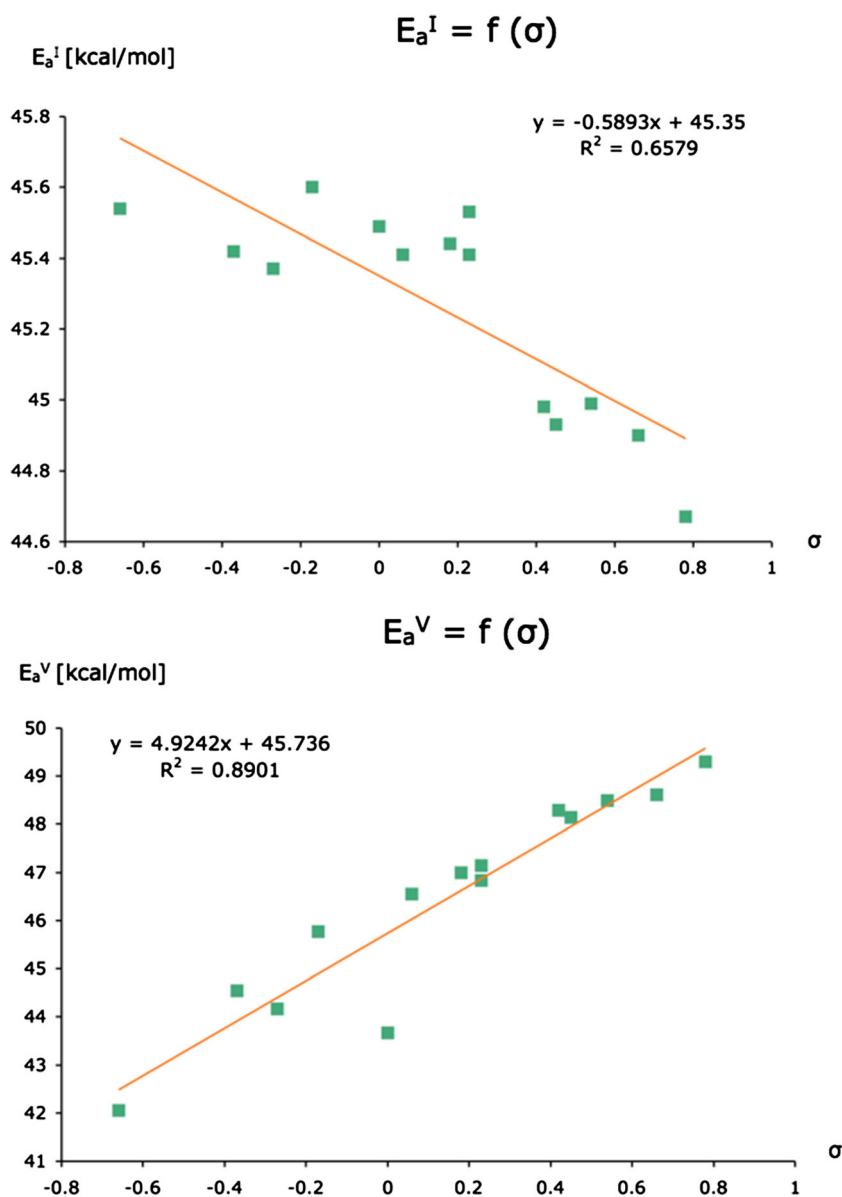 Eₐᴵ = f (σ)
Eₐᴵ [kcal/mol]
y = -0.5893x + 45.35
R² = 0.6579
45.8
45.6
45.4
45.2
45
44.8
44.6
-0.8 -0.6 -0.4 -0.2 0 0.2 0.4 0.6 0.8 1
σ
Eₐⱽ = f (σ)
Eₐⱽ [kcal/mol]
y = 4.9242x + 45.736
R² = 0.8901
50
49
48
47
46
45
44
43
42
41
-0.8 -0.6 -0.4 -0.2 0 0.2 0.4 0.6 0.8 1
σ